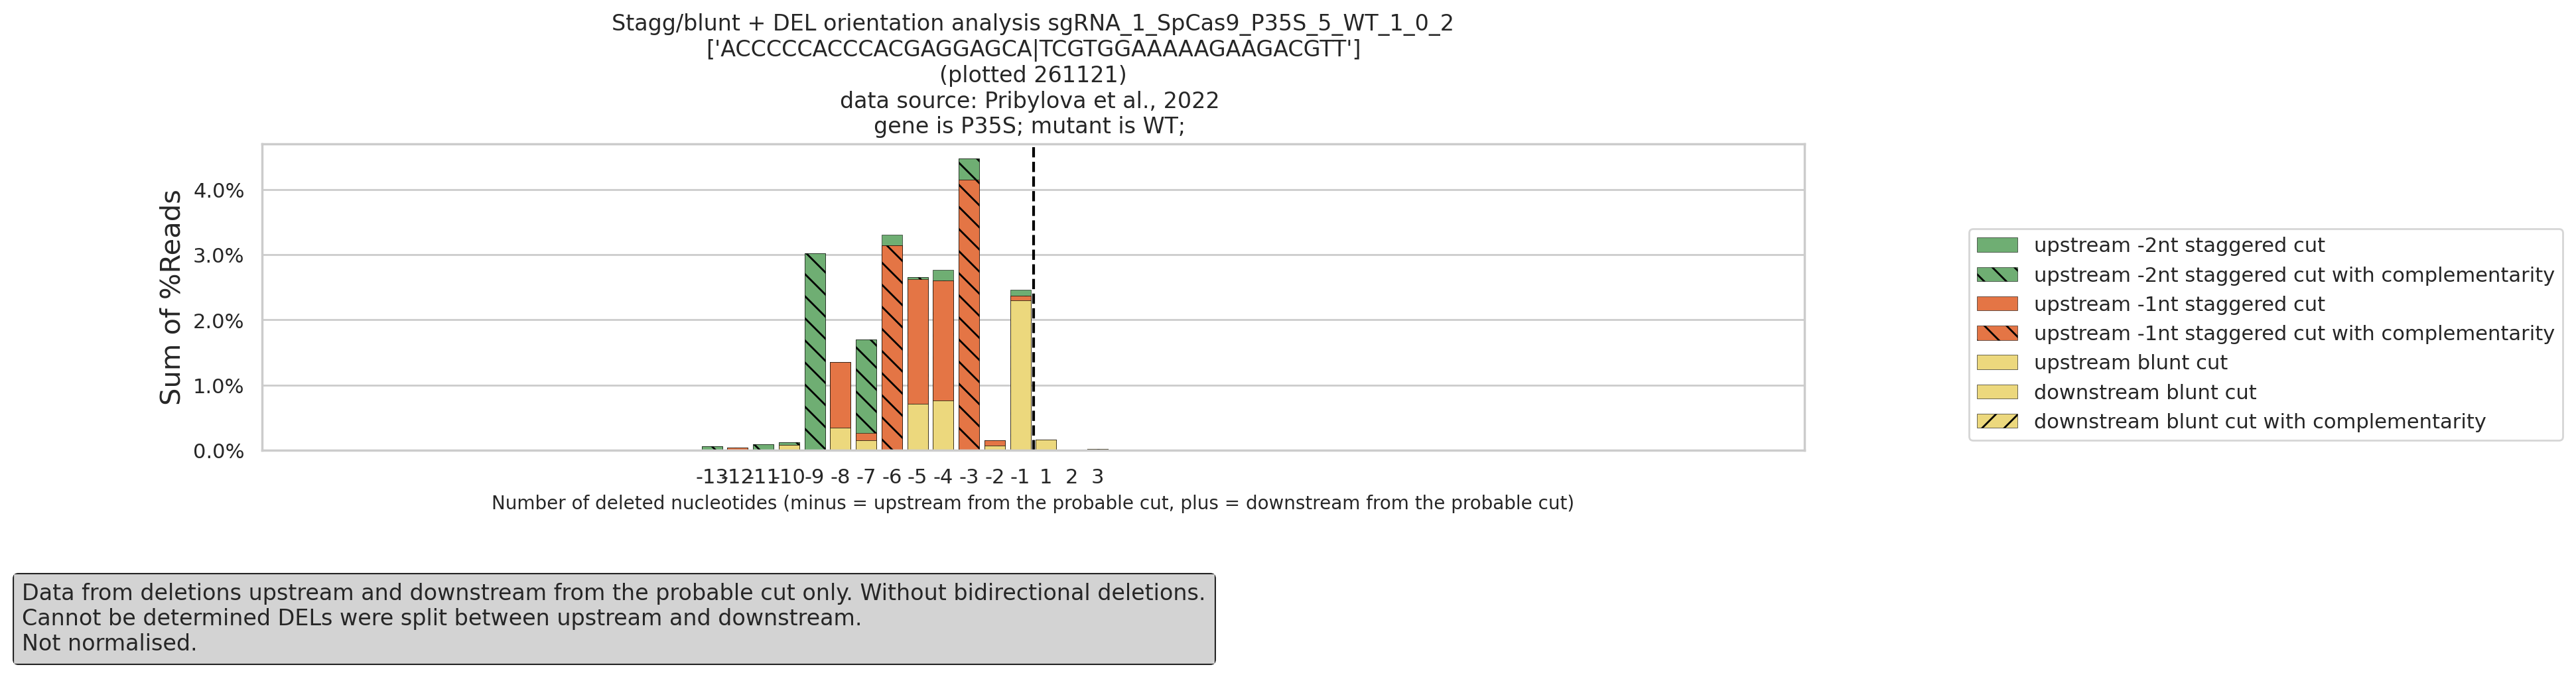 Stagg/blunt + DEL orientation analysis sgRNA_1_SpCas9_P35S_5_WT_1_0_2
['ACCCCCACCCACGAGGAGCA|TCGTGGAAAAAGAAGACGTT']
(plotted 261121)
data source: Pribylova et al., 2022
gene is P35S; mutant is WT;
Sum of %Reads
4.0%
3.0%
2.0%
1.0%
0.0%
-13 -12 -11 -10 -9 -8 -7 -6 -5 -4 -3 -2 -1 1 2 3
Number of deleted nucleotides (minus = upstream from the probable cut, plus = downstream from the probable cut)
upstream -2nt staggered cut
upstream -2nt staggered cut with complementarity
upstream -1nt staggered cut
upstream -1nt staggered cut with complementarity
upstream blunt cut
downstream blunt cut
downstream blunt cut with complementarity
Data from deletions upstream and downstream from the probable cut only. Without bidirectional deletions.
Cannot be determined DELs were split between upstream and downstream.
Not normalised.